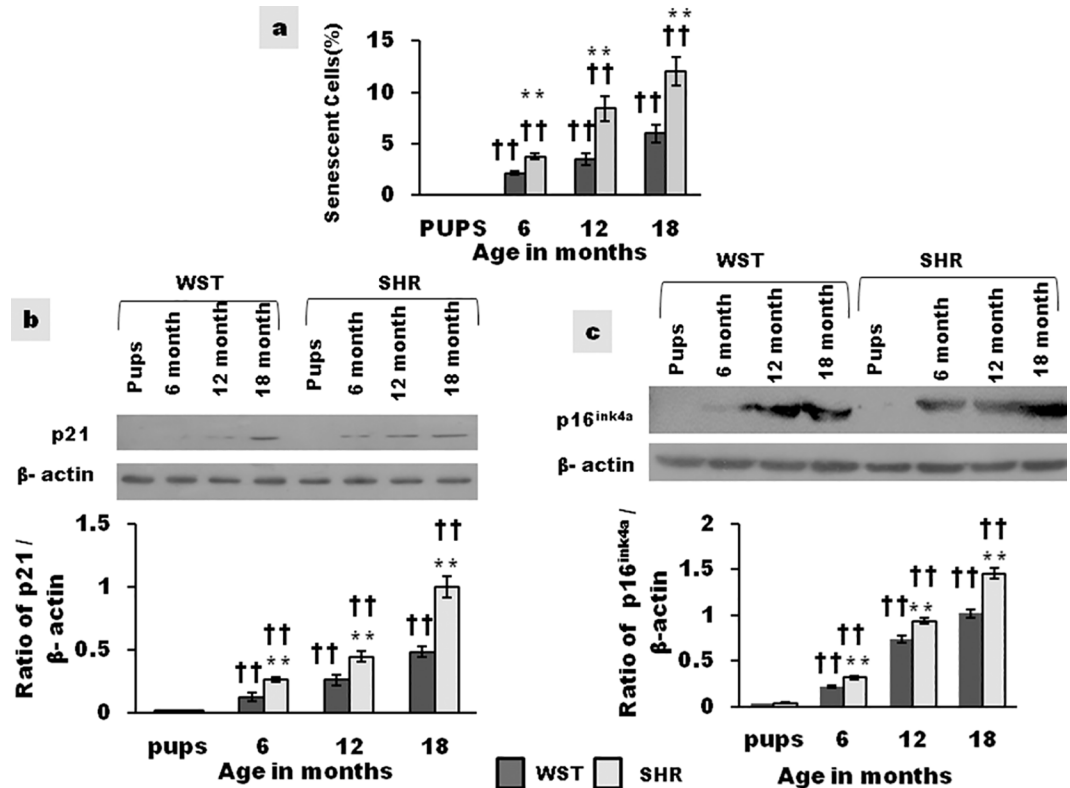 a
Senescent Cells(%)
15
10
5
0
††
††
**
††
††
**
††
††
**
PUPS 6 12 18
Age in months
b
WST SHR
Pups 6 month 12 month 18 month Pups 6 month 12 month 18 month
p21
β- actin
Ratio of p21 /
β- actin
1.5
1
0.5
0
††
††
**
††
††
**
††
††
**
pups 6 12 18
Age in months
c
WST SHR
Pups 6 month 12 month 18 month Pups 6 month 12 month 18 month
p16ink4a
β- actin
Ratio of p16ink4a /
β-actin
2
1.5
1
0.5
0
††
††
**
††
††
**
††
††
**
pups 6 12 18
Age in months
WST SHR